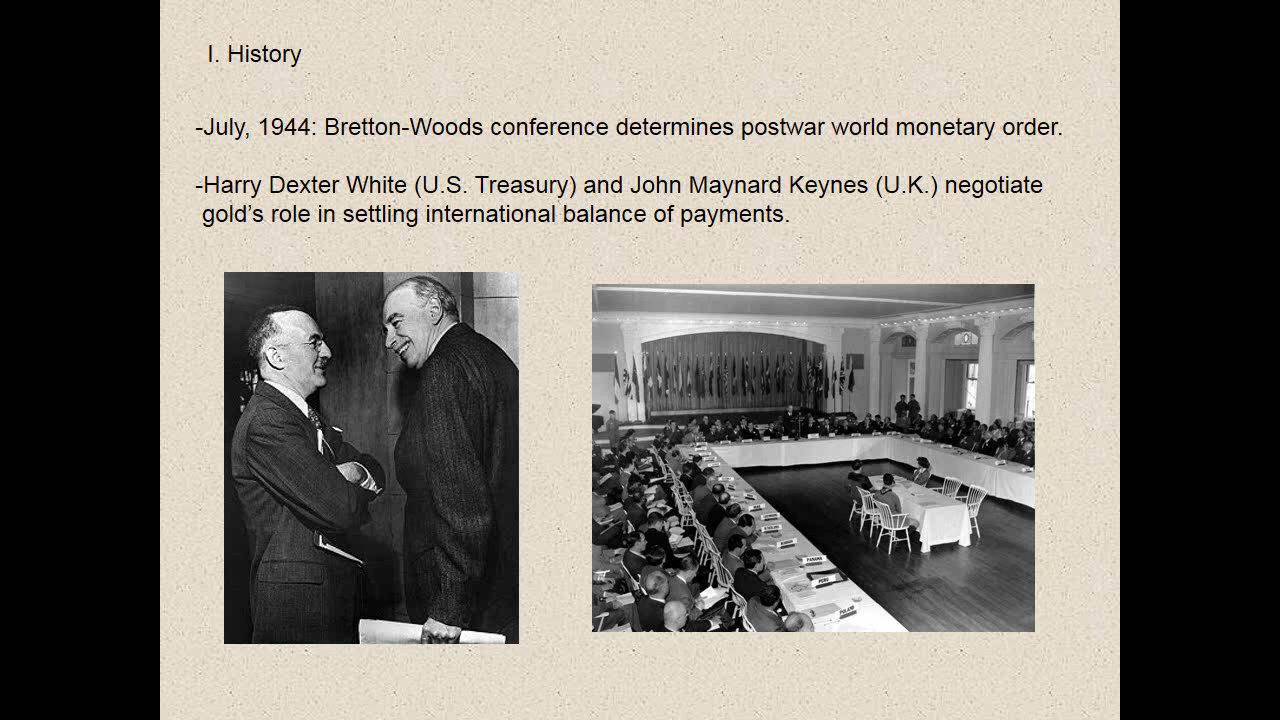 I. History
-July, 1944: Bretton-Woods conference determines postwar world monetary order.
-Harry Dexter White (U.S. Treasury) and John Maynard Keynes (U.K.) negotiate
gold’s role in settling international balance of payments.
PANAMA
PERU
POLAND